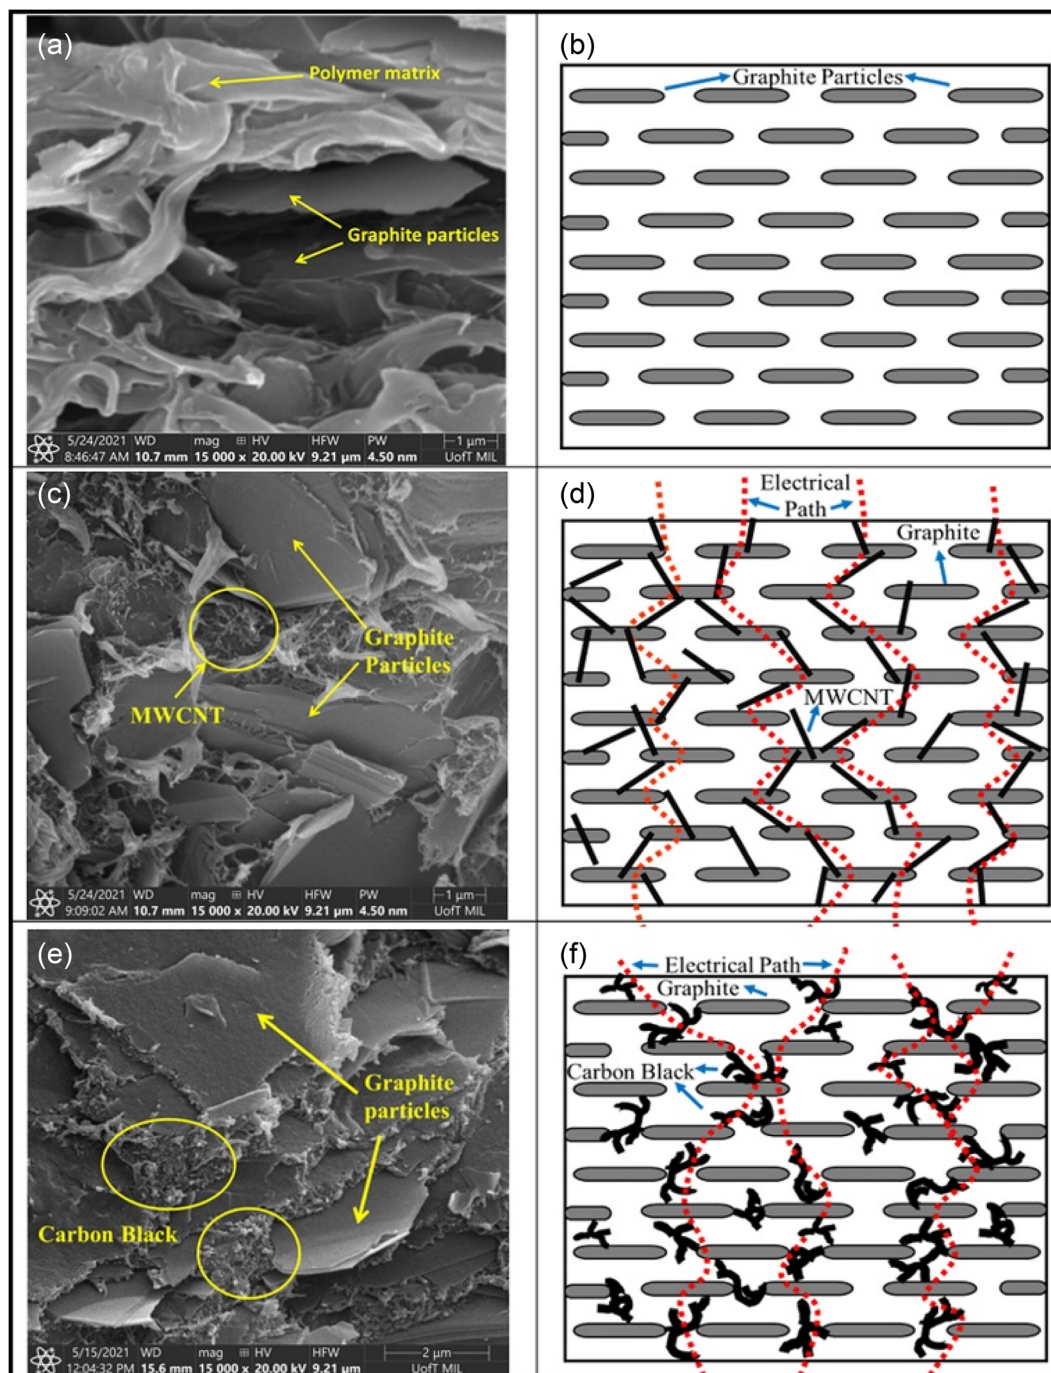 (a)
Polymer matrix
Graphite particles
5/24/2021 WD mag ⊞ HV HFW PW 1 µm
8:46:47 AM 10.7 mm 15 000 x 20.00 kV 9.21 µm 4.50 nm UofT MIL
(b)
Graphite Particles
(c)
Graphite
Particles
MWCNT
5/24/2021 WD mag ⊞ HV HFW PW 1 µm
9:09:02 AM 10.7 mm 15 000 x 20.00 kV 9.21 µm 4.50 nm UofT MIL
(d)
Electrical
Path
Graphite
MWCNT
(e)
Graphite
particles
Carbon Black
5/15/2021 WD mag ⊞ HV HFW 2 µm
12:04:32 PM 15.6 mm 15 000 x 20.00 kV 9.21 µm UofT MIL
(f)
Electrical Path
Graphite
Carbon Black